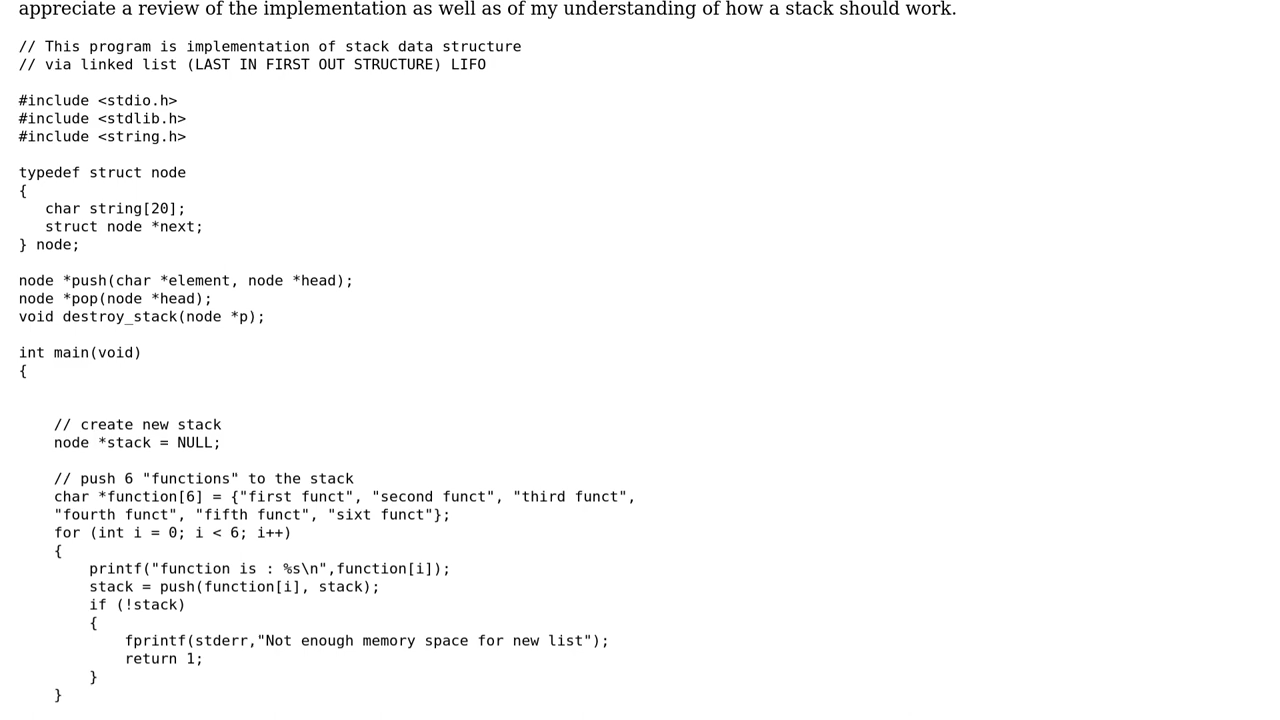 appreciate a review of the implementation as well as of my understanding of how a stack should work.
// This program is implementation of stack data structure
// via linked list (LAST IN FIRST OUT STRUCTURE) LIFO
#include <stdio.h>
#include <stdlib.h>
#include <string.h>
typedef struct node
{
   char string[20];
   struct node *next;
} node;
node *push(char *element, node *head);
node *pop(node *head);
void destroy_stack(node *p);
int main(void)
{
    // create new stack
    node *stack = NULL;
    // push 6 "functions" to the stack
    char *function[6] = {"first funct", "second funct", "third funct",
    "fourth funct", "fifth funct", "sixt funct"};
    for (int i = 0; i < 6; i++)
    {
        printf("function is : %s\n",function[i]);
        stack = push(function[i], stack);
        if (!stack)
        {
            fprintf(stderr,"Not enough memory space for new list");
            return 1;
        }
    }